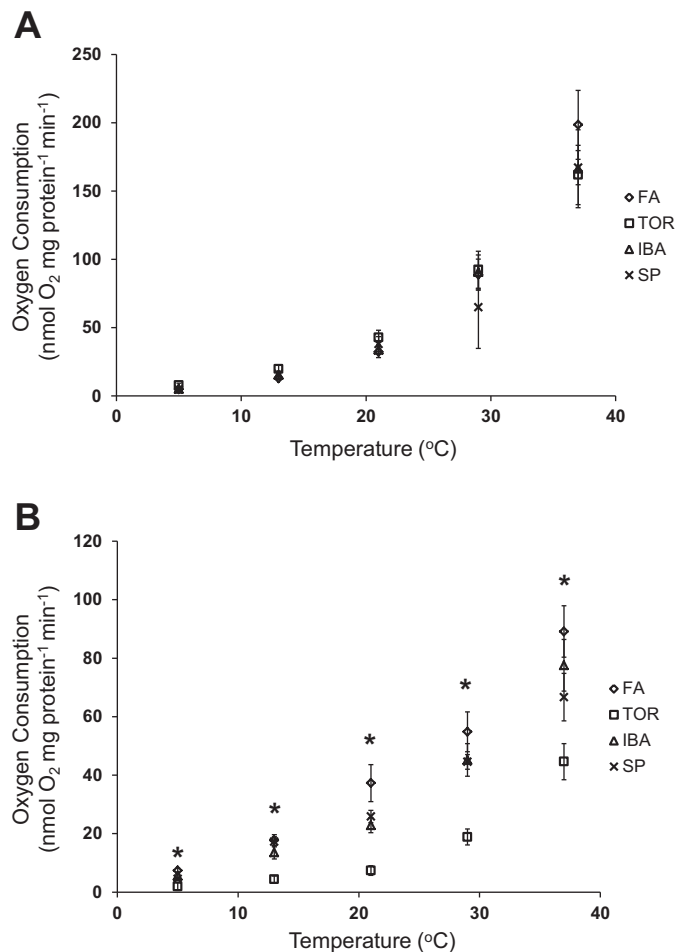 A
Oxygen Consumption
(nmol O₂ mg protein⁻¹ min⁻¹)
250
200
150
100
50
0
0 10 20 30 40
Temperature (°C)
FA
TOR
IBA
SP
B
Oxygen Consumption
(nmol O₂ mg protein⁻¹ min⁻¹)
120
100
80
60
40
20
0
* * * * *
0 10 20 30 40
Temperature (°C)
FA
TOR
IBA
SP